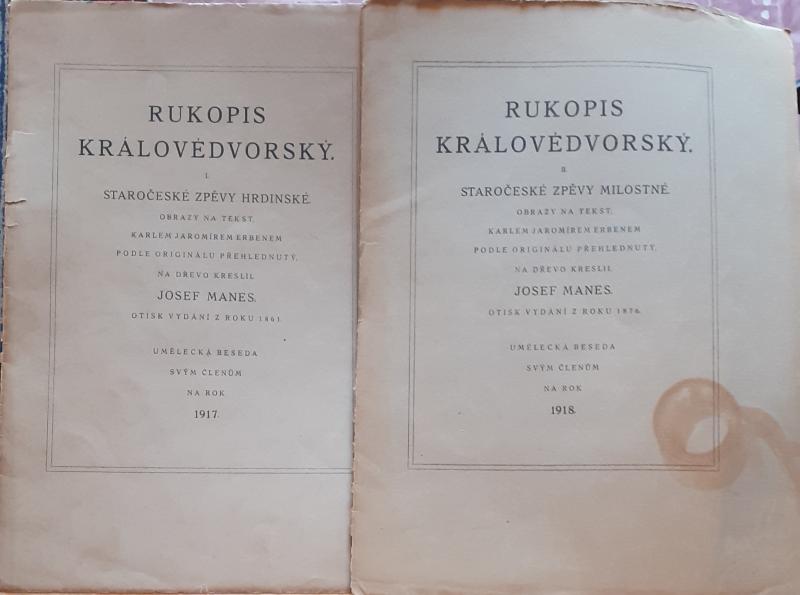 RUKOPIS
KRÁLOVÉDVORSKÝ.
I.
STAROČESKÉ ZPĚVY HRDINSKÉ.
OBRAZY NA TEKST,
KARLEM JAROMÍREM ERBENEM
PODLE ORIGINÁLU PŘEHLEDNUTÝ,
NA DŘEVO KRESLIL
JOSEF MANES.
OTISK VYDÁNÍ Z ROKU 1861.
UMĚLECKÁ BESEDA
SVÝM ČLENŮM
NA ROK
1917.
RUKOPIS
KRÁLOVÉDVORSKÝ.
II.
STAROČESKÉ ZPĚVY MILOSTNÉ.
OBRAZY NA TEKST,
KARLEM JAROMÍREM ERBENEM
PODLE ORIGINÁLU PŘEHLEDNUTÝ,
NA DŘEVO KRESLIL
JOSEF MANES.
OTISK VYDÁNÍ Z ROKU 1876.
UMĚLECKÁ BESEDA
SVÝM ČLENŮM
NA ROK
1918.